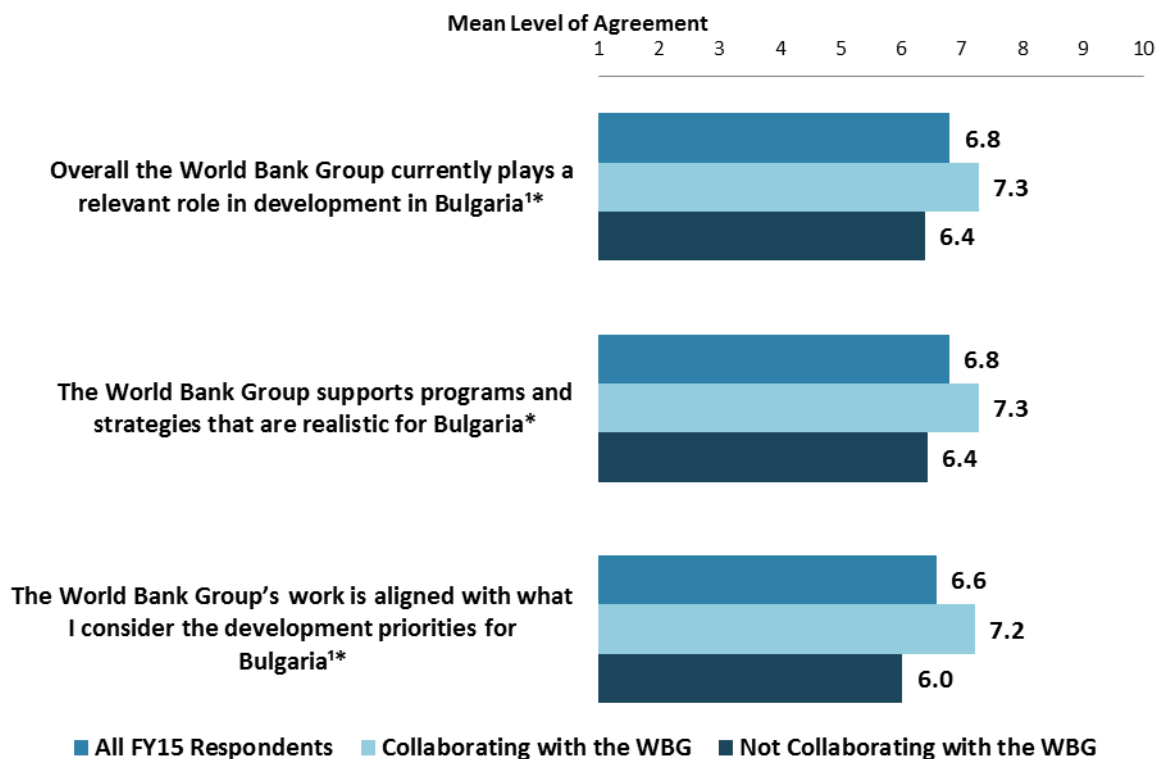 Mean Level of Agreement
1 2 3 4 5 6 7 8 9 10
Overall the World Bank Group currently plays a
relevant role in development in Bulgaria¹*
6.8
7.3
6.4
The World Bank Group supports programs and
strategies that are realistic for Bulgaria*
6.8
7.3
6.4
The World Bank Group’s work is aligned with what
I consider the development priorities for
Bulgaria¹*
6.6
7.2
6.0
All FY15 Respondents Collaborating with the WBG Not Collaborating with the WBG